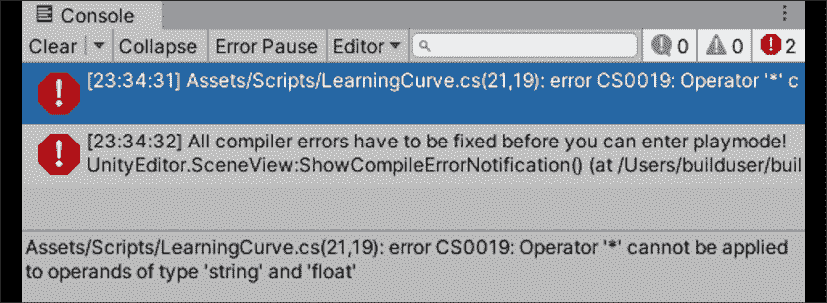 Console
Clear Collapse Error Pause Editor 0 0 2
[23:34:31] Assets/Scripts/LearningCurve.cs(21,19): error CS0019: Operator '*' c
[23:34:32] All compiler errors have to be fixed before you can enter playmode!
UnityEditor.SceneView:ShowCompileErrorNotification() (at /Users/builduser/buil
Assets/Scripts/LearningCurve.cs(21,19): error CS0019: Operator '*' cannot be applied
to operands of type 'string' and 'float'